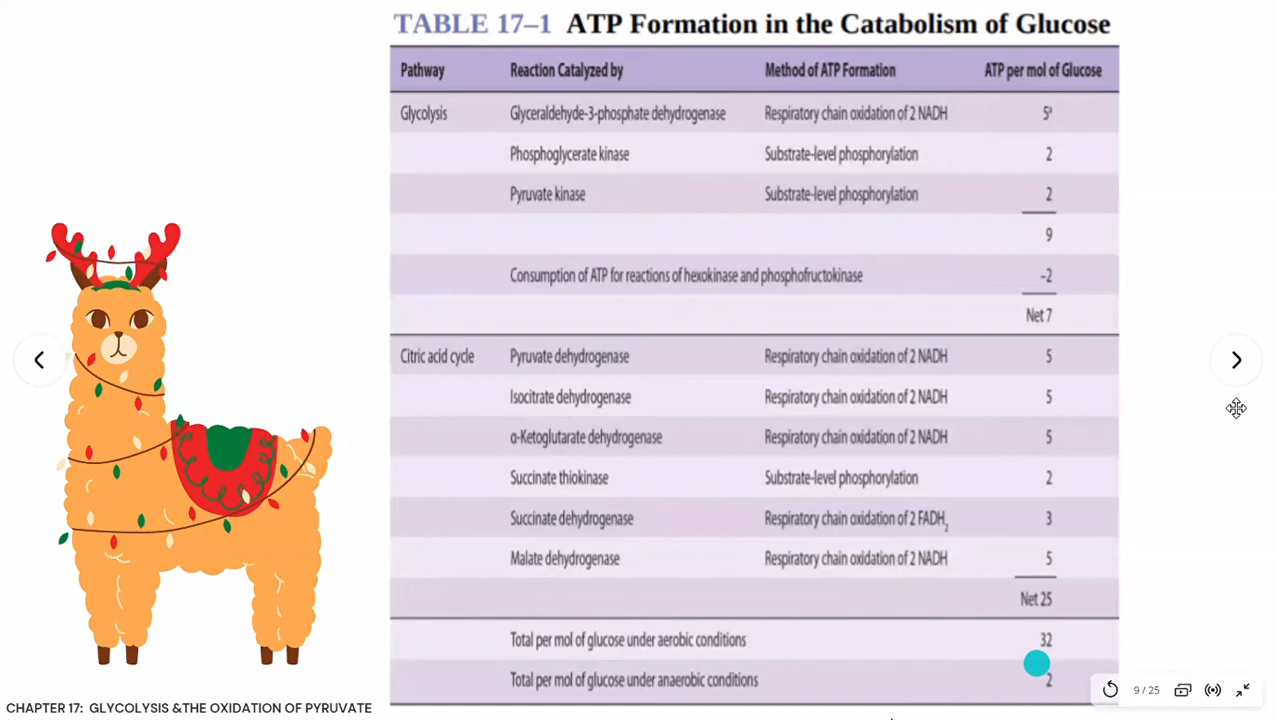 TABLE 17–1 ATP Formation in the Catabolism of Glucose
Pathway Reaction Catalyzed by Method of ATP Formation ATP per mol of Glucose
Glycolysis Glyceraldehyde-3-phosphate dehydrogenase Respiratory chain oxidation of 2 NADH 5ᵃ
Phosphoglycerate kinase Substrate-level phosphorylation 2
Pyruvate kinase Substrate-level phosphorylation 2
9
Consumption of ATP for reactions of hexokinase and phosphofructokinase –2
Net 7
Citric acid cycle Pyruvate dehydrogenase Respiratory chain oxidation of 2 NADH 5
Isocitrate dehydrogenase Respiratory chain oxidation of 2 NADH 5
α-Ketoglutarate dehydrogenase Respiratory chain oxidation of 2 NADH 5
Succinate thiokinase Substrate-level phosphorylation 2
Succinate dehydrogenase Respiratory chain oxidation of 2 FADH₂ 3
Malate dehydrogenase Respiratory chain oxidation of 2 NADH 5
Net 25
Total per mol of glucose under aerobic conditions 32
Total per mol of glucose under anaerobic conditions 2
9 / 25
CHAPTER 17: GLYCOLYSIS &THE OXIDATION OF PYRUVATE